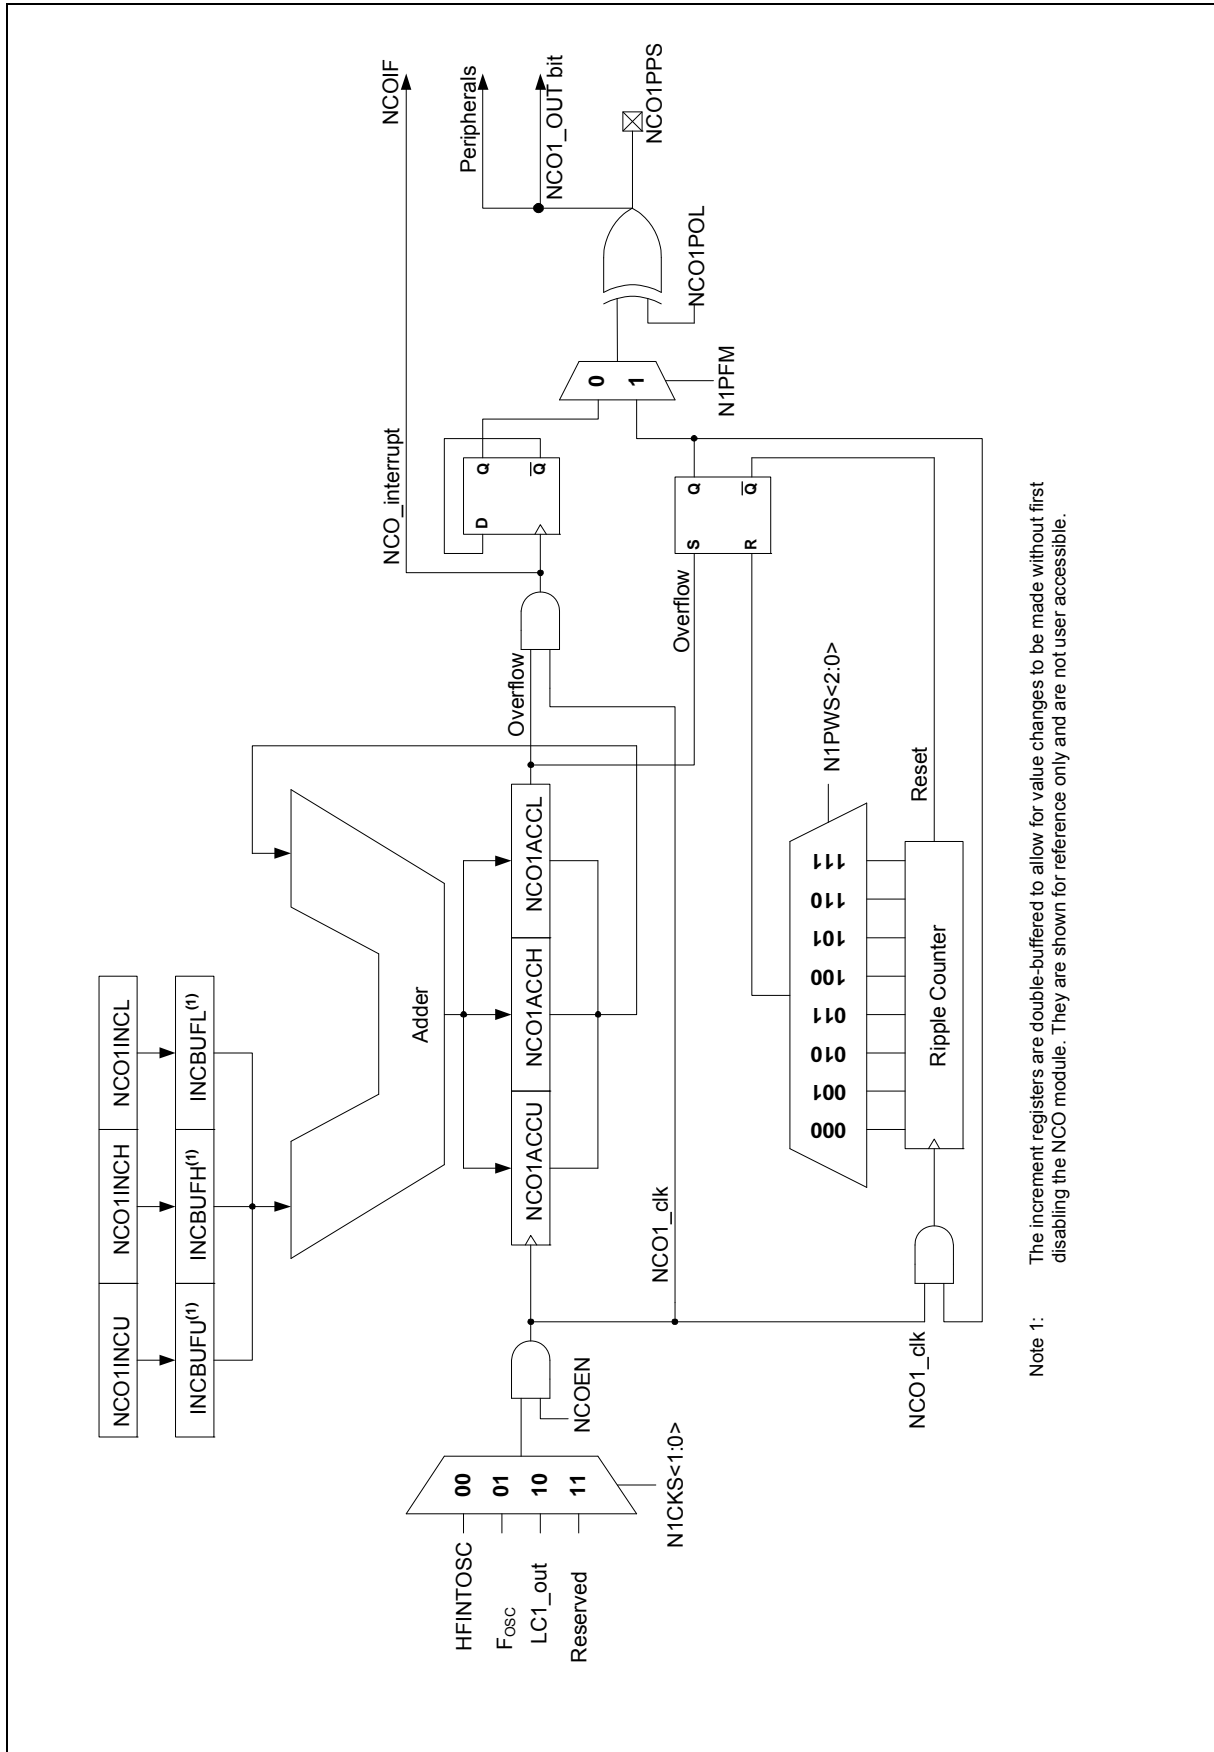 NCO1INCU
NCO1INCH
NCO1INCL
INCBUFU(1)
INCBUFH(1)
INCBUFL(1)
Adder
NCO1ACCU
NCO1ACCH
NCO1ACCL
HFINTOSC
FOSC
LC1_out
Reserved
00
01
10
11
N1CKS<1:0>
NCOEN
NCO1_clk
Overflow
NCO_interrupt
NCOIF
D
Q
Q
Peripherals
NCO1_OUT bit
NCO1PPS
NCO1POL
0
1
N1PFM
Overflow
S
Q
R
Q
N1PWS<2:0>
000
001
010
011
100
101
110
111
Ripple Counter
Reset
NCO1_clk
Note 1: The increment registers are double-buffered to allow for value changes to be made without first
disabling the NCO module. They are shown for reference only and are not user accessible.